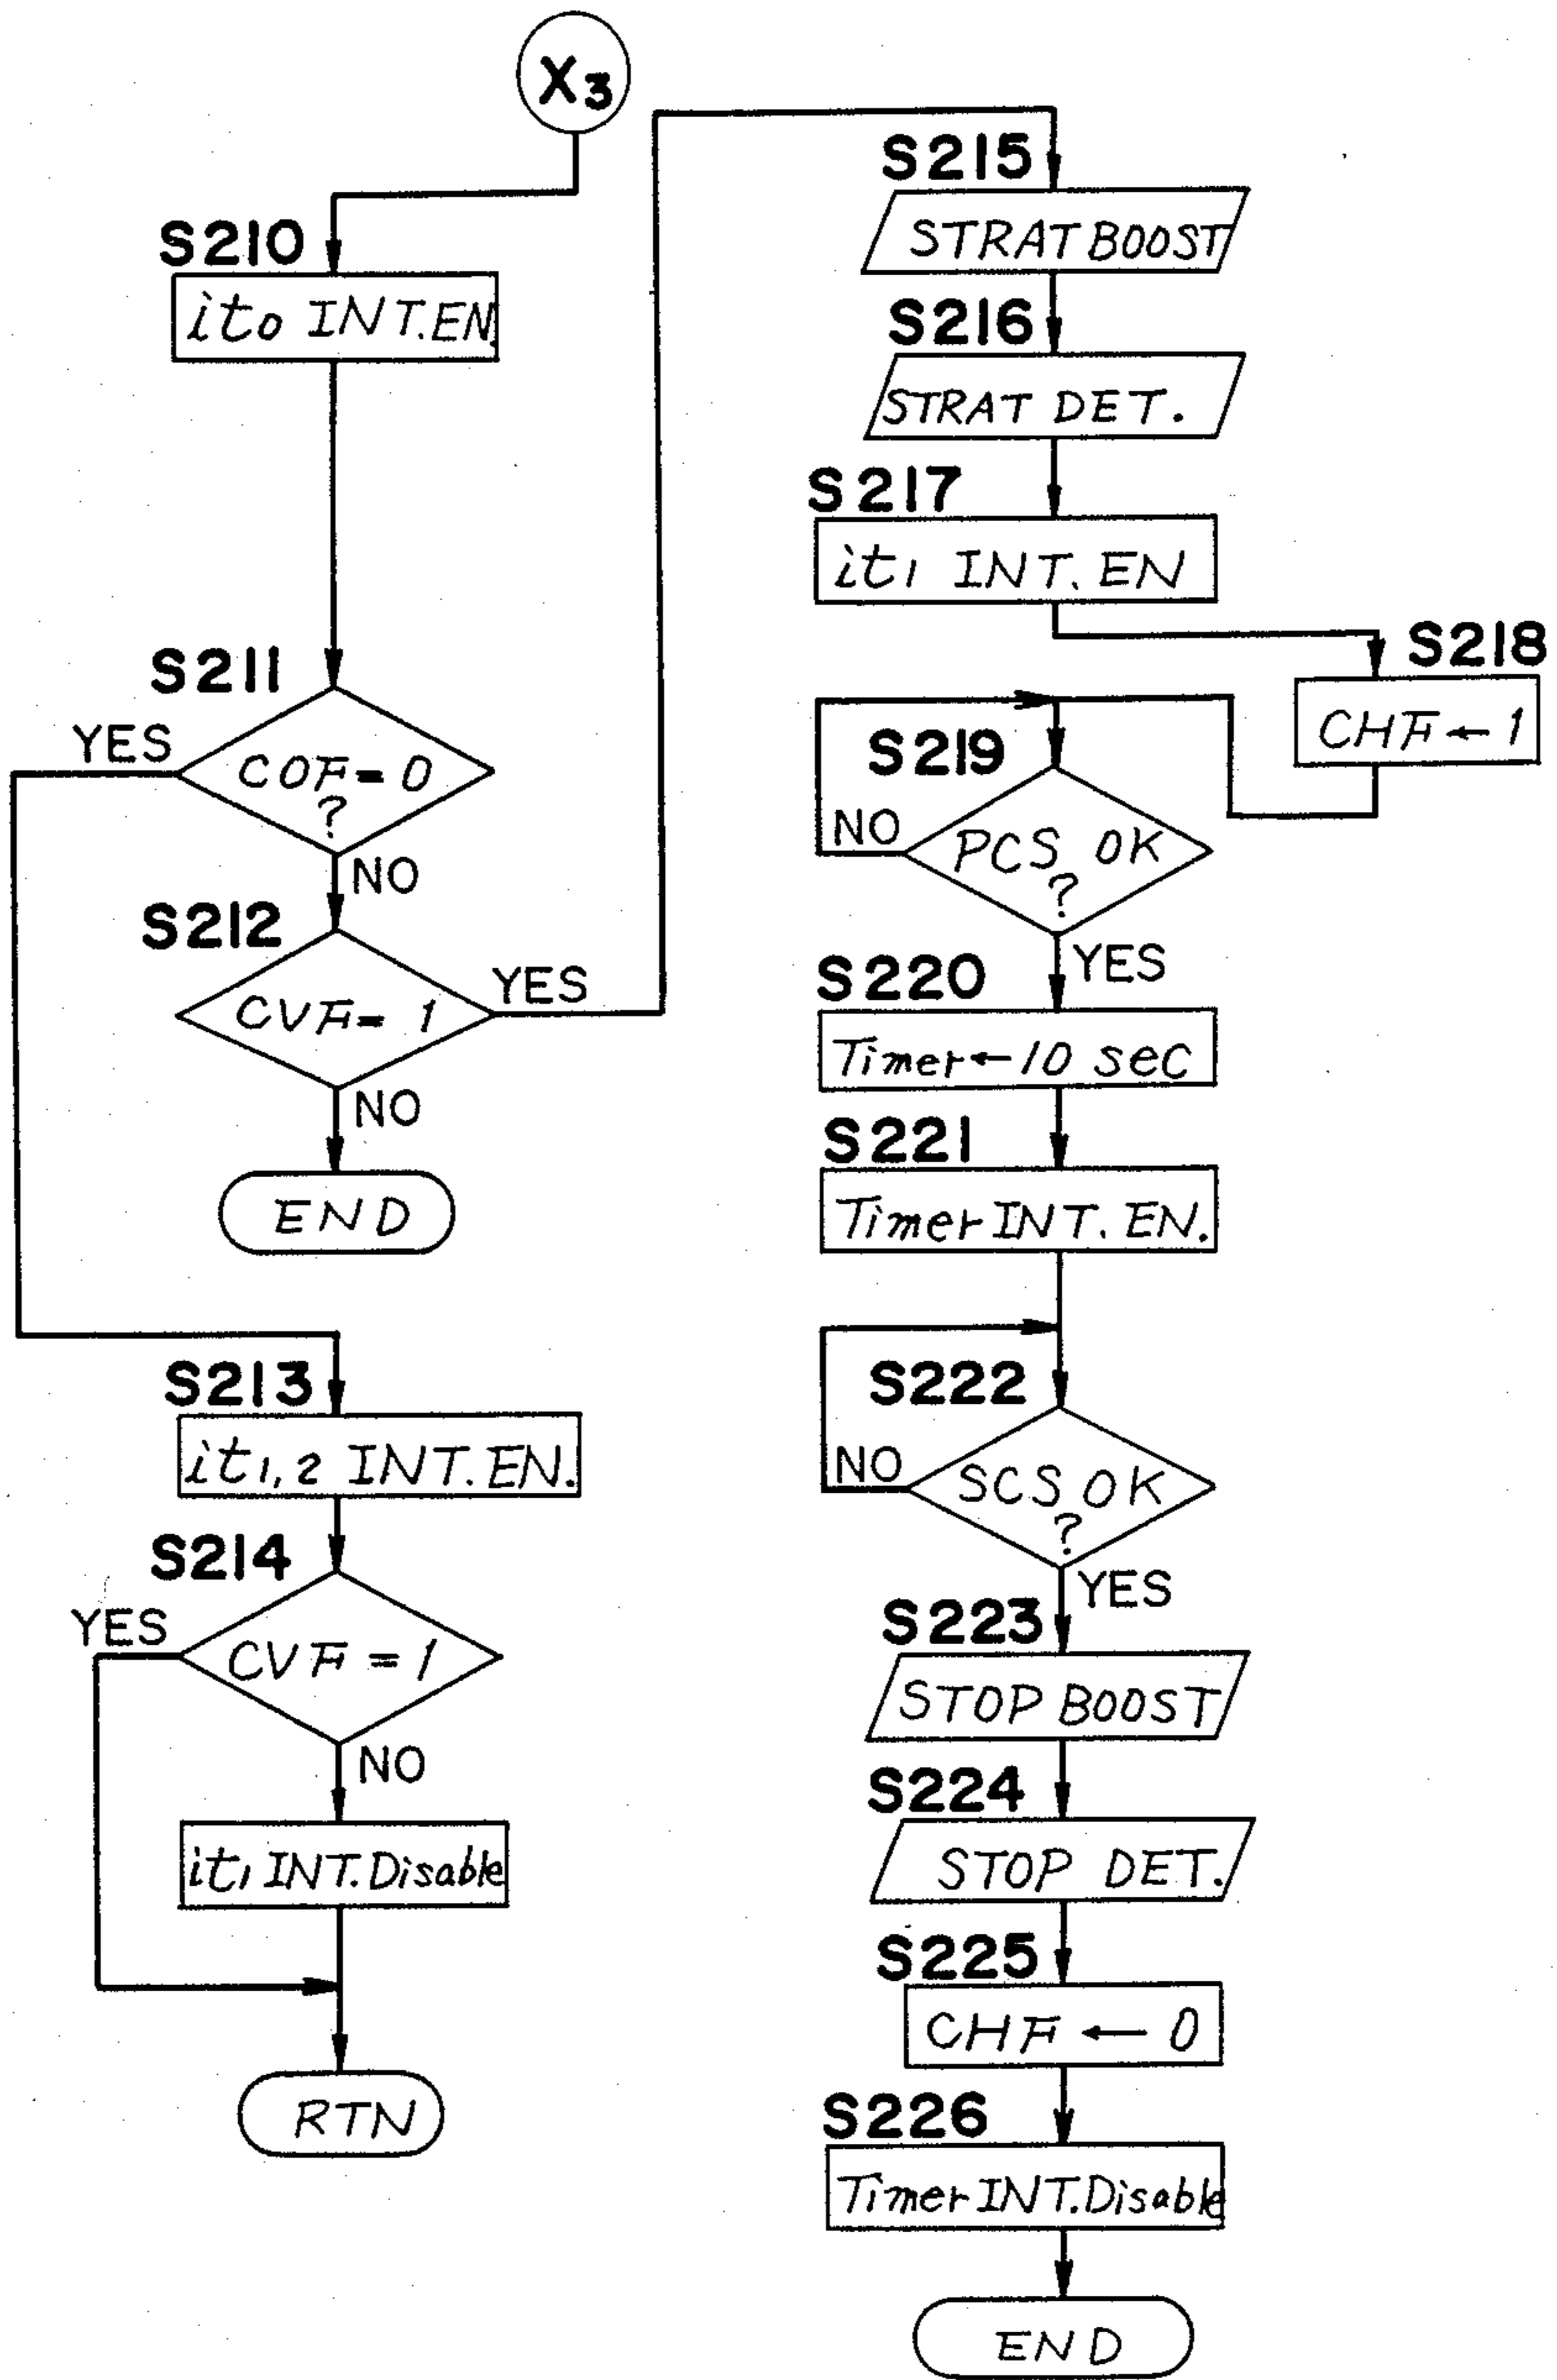 X3
S210
it0 INT.EN.
S211
YES
COF=0
?
NO
S212
CVF=1
YES
NO
END
S213
it1,2 INT.EN.
S214
YES
CVF=1
NO
it1 INT.Disable
RTN
S215
STRAT BOOST
S216
STRAT DET.
S217
it1 INT. EN
S218
CHF←1
S219
NO
PCS OK
?
YES
S220
Timer←10 sec
S221
Timer INT. EN.
S222
NO
SCS OK
?
YES
S223
STOP BOOST
S224
STOP DET.
S225
CHF ← 0
S226
Timer INT.Disable
END